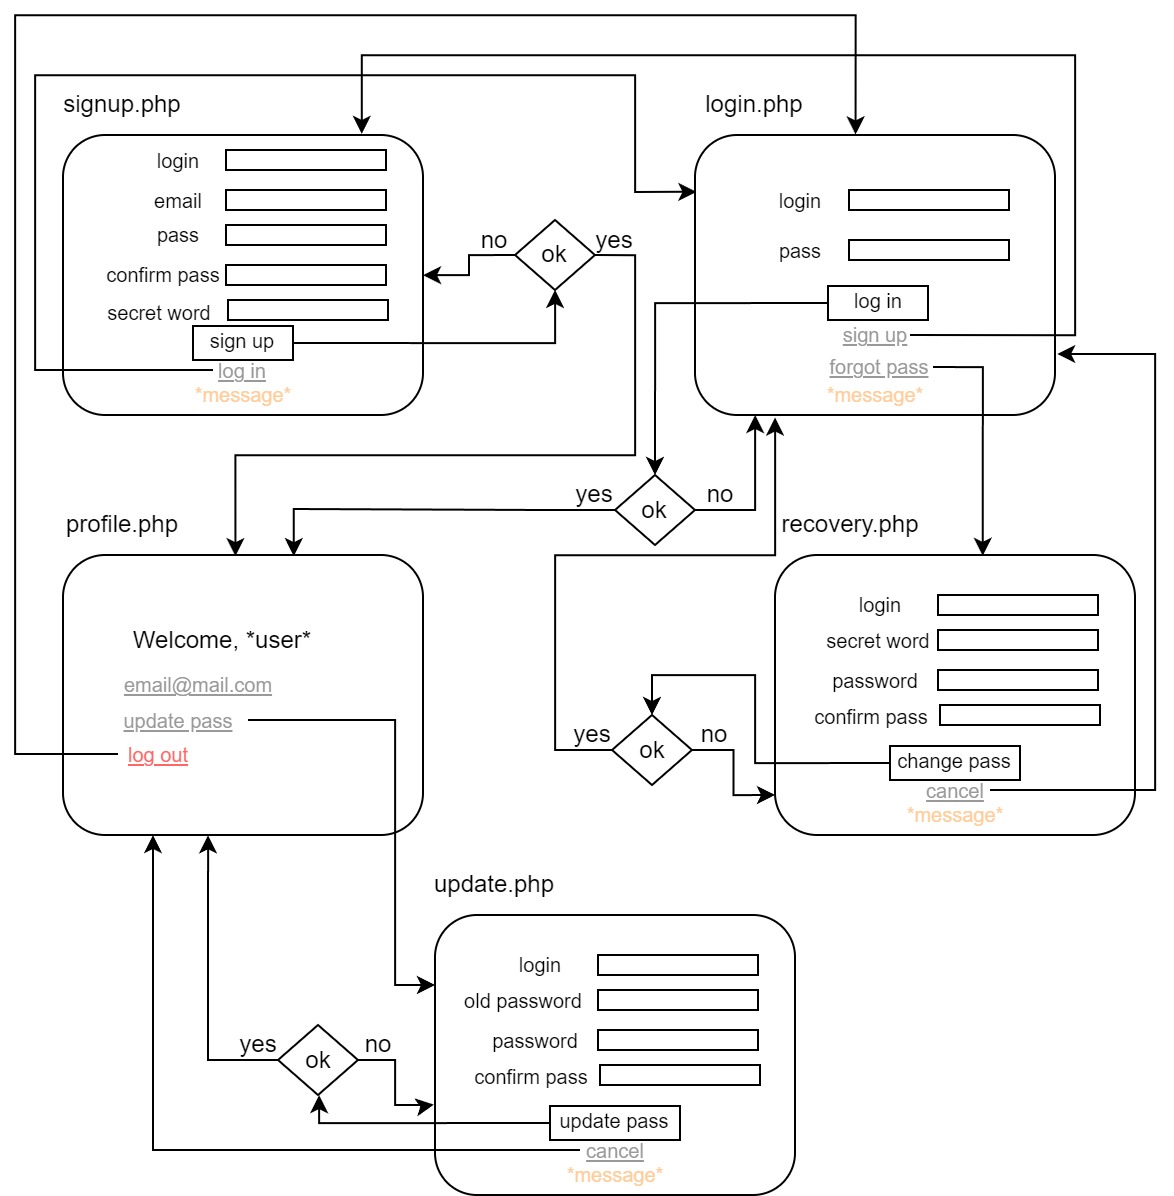 signup.php
login
email
pass
confirm pass
secret word
sign up
log in
*message*
no
ok
yes
login.php
login
pass
log in
sign up
forgot pass
*message*
yes
ok
no
profile.php
Welcome, *user*
email@mail.com
update pass
log out
recovery.php
login
secret word
password
confirm pass
change pass
cancel
*message*
yes
ok
no
update.php
login
old password
password
confirm pass
update pass
cancel
*message*
yes
ok
no